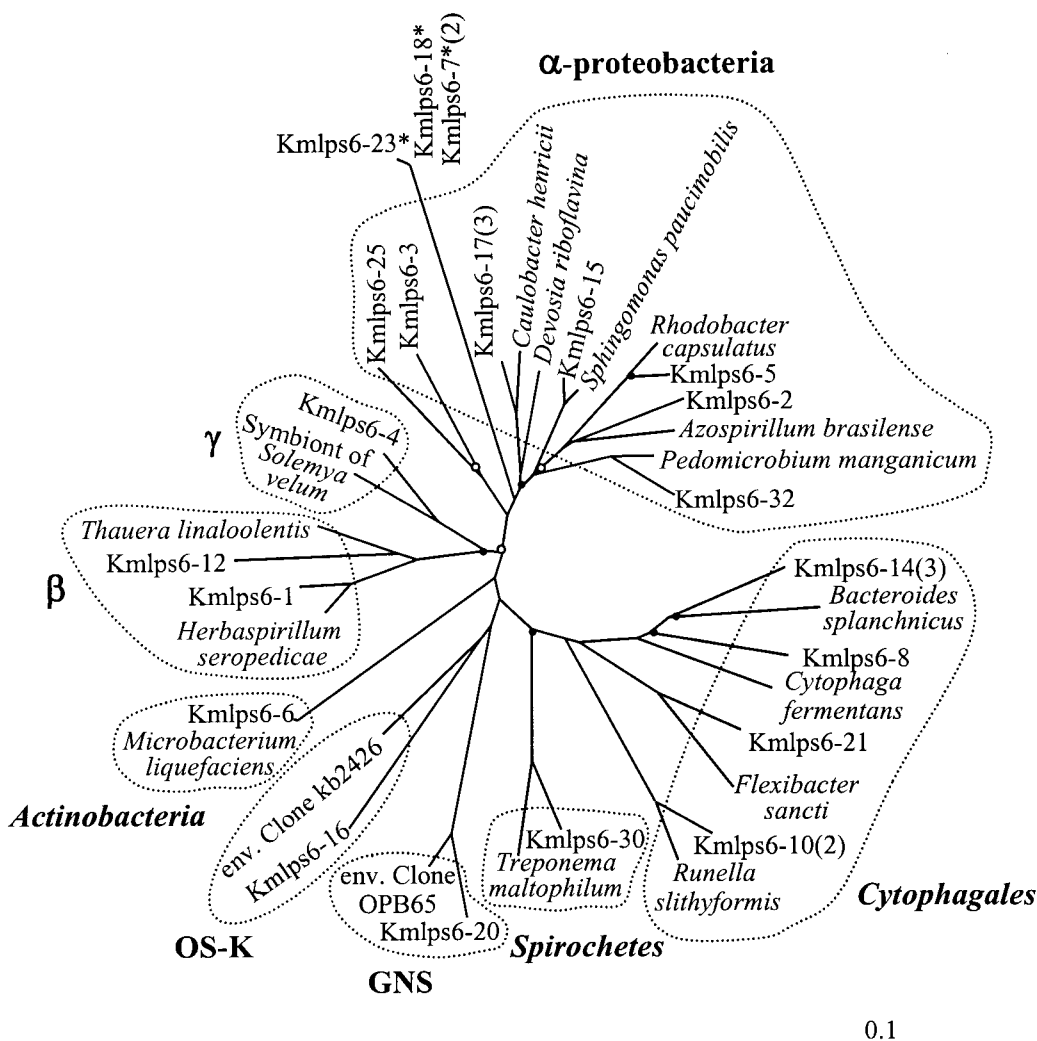 Kmlps6-18*
Kmlps6-7*(2)
Kmlps6-23*
α-proteobacteria
Kmlps6-25
Kmlps6-3
Kmlps6-17(3)
Caulobacter henricii
Devosia riboflavina
Kmlps6-15
Sphingomonas paucimobilis
Rhodobacter
capsulatus
Kmlps6-5
Kmlps6-2
Azospirillum brasilense
Pedomicrobium manganicum
Kmlps6-32
γ
Kmlps6-4
Symbiont of
Solemya
velum
β
Thauera linaloolentis
Kmlps6-12
Kmlps6-1
Herbaspirillum
seropedicae
Kmlps6-6
Microbacterium
liquefaciens
Actinobacteria
env. Clone kb2426
Kmlps6-16
OS-K
env. Clone
OPB65
Kmlps6-20
GNS
Kmlps6-30
Treponema
maltophilum
Spirochetes
Kmlps6-14(3)
Bacteroides
splanchnicus
Kmlps6-8
Cytophaga
fermentans
Kmlps6-21
Flexibacter
sancti
Kmlps6-10(2)
Runella
slithyformis
Cytophagales
0.1